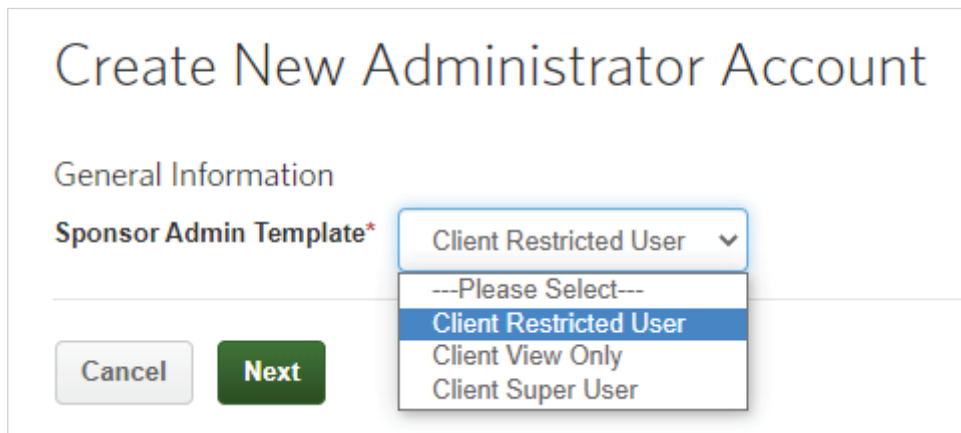 Create New Administrator Account
General Information
Sponsor Admin Template*
Client Restricted User
---Please Select---
Client Restricted User
Client View Only
Client Super User
Cancel
Next